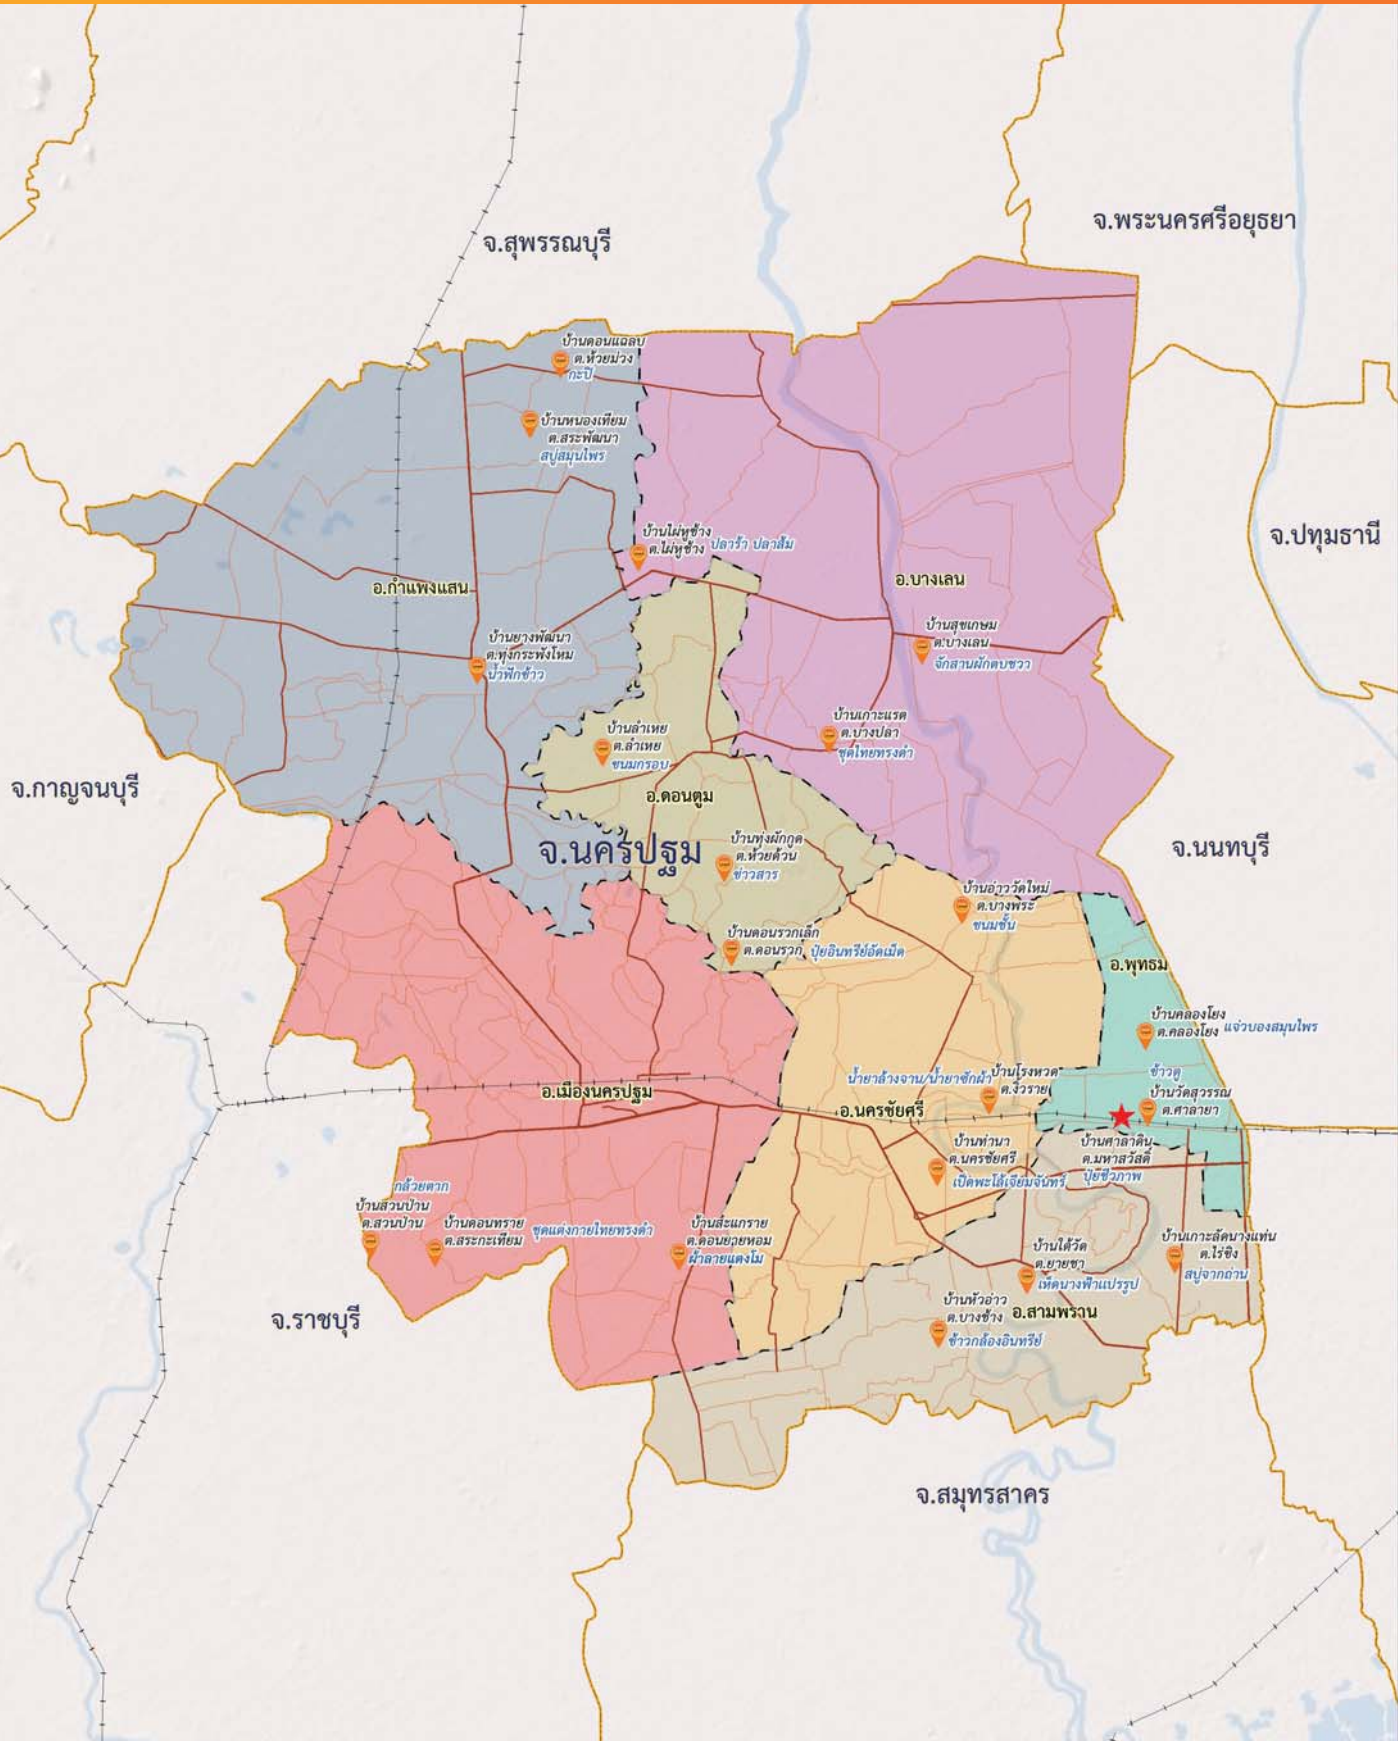 จ.พระนครศรีอยุธยา
จ.สุพรรณบุรี
บ้านดอนแฉลบ
ต.ห้วยม่วง
กะปิ
บ้านหนองเทียม
ต.สระพัฒนา
สบู่สมุนไพร
บ้านไผ่หูช้าง
ต.ไผ่หูช้าง
ปลาร้า ปลาส้ม
จ.ปทุมธานี
อ.กำแพงแสน
อ.บางเลน
บ้านสุขเกษม
ต.บางเลน
จักสานผักตบชวา
บ้านยางพัฒนา
ต.ทุ่งกระพังโหม
น้ำฟักข้าว
บ้านเกาะแรต
ต.บางปลา
ชุดไทยทรงดำ
บ้านลำเหย
ต.ลำเหย
ขนมกรอบ
จ.กาญจนบุรี
อ.ดอนตูม
จ.นครปฐม
จ.นนทบุรี
บ้านทุ่งผักกูด
ต.ห้วยด้วน
ข่าวสาร
บ้านอ่าววัดใหม่
ต.บางพระ
ขนมชั้น
บ้านดอนรวกเล็ก
ต.ดอนรวก
ปุ๋ยอินทรีย์อัดเม็ด
อ.พุทธม
บ้านคลองโยง
ต.คลองโยง
แจ่วบองสมุนไพร
น้ำยาล้างจาน/น้ำยาซักผ้า
บ้านโรงหวด
ต.งิ้วราย
ข้าวตู
บ้านวัดสุวรรณ
ต.ศาลายา
อ.เมืองนครปฐม
อ.นครชัยศรี
บ้านท่านา
ต.นครชัยศรี
เป็ดพะโล้เจียมจันทร์
บ้านศาลาดิน
ต.มหาสวัสดิ์
ปุ๋ยชีวภาพ
กล้วยตาก
บ้านสวนป่าน
ต.สวนป่าน
บ้านดอนทราย
ต.สระกะเทียม
ชุดแต่งกายไทยทรงดำ
บ้านสะแกราย
ต.ดอนยายหอม
ผ้าลายแตงโม
บ้านใต้วัด
ต.ยายชา
เห็ดนางฟ้าแปรรูป
บ้านเกาะลัดนางแท่น
ต.ไร่ขิง
สบู่จากถ่าน
บ้านหัวอ่าว
ต.บางช้าง
ข้าวกล้องอินทรีย์
อ.สามพราน
จ.ราชบุรี
จ.สมุทรสาคร